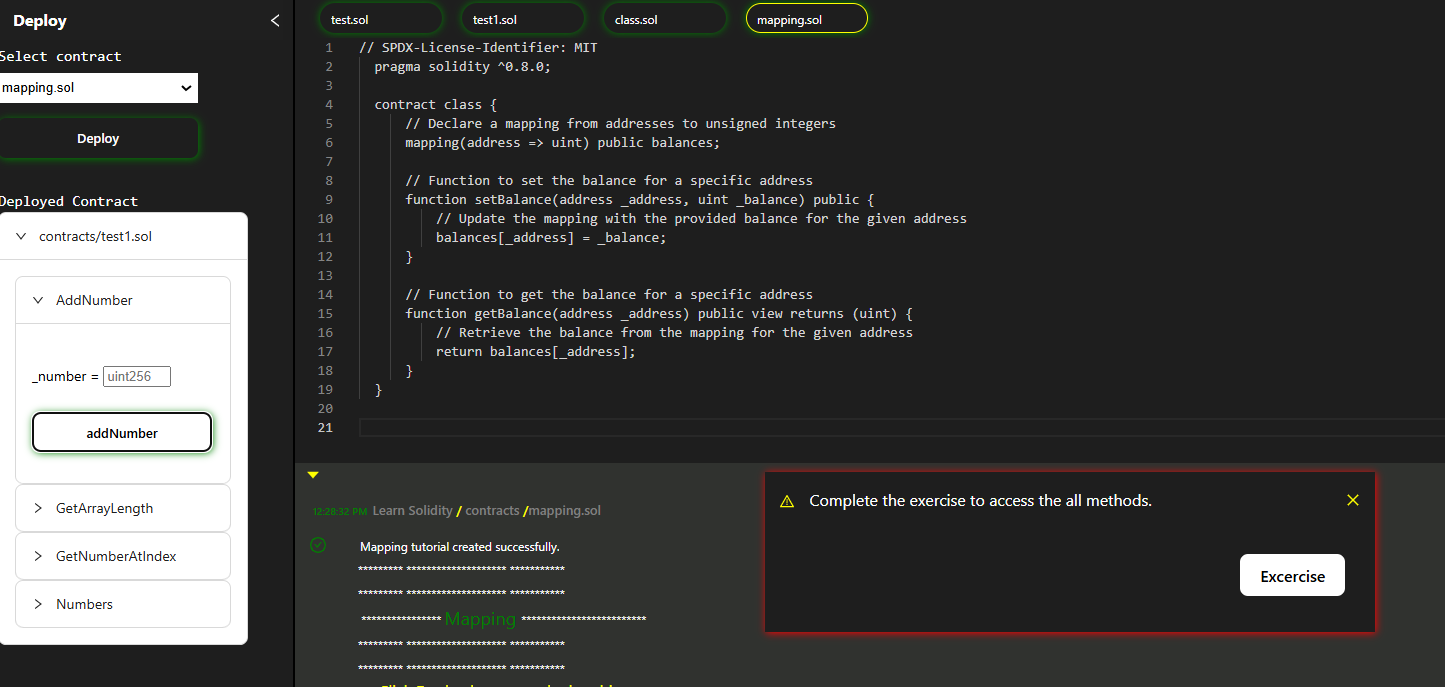 Deploy
Select contract
mapping.sol
Deploy
Deployed Contract
contracts/test1.sol
AddNumber
_number = uint256
addNumber
GetArrayLength
GetNumberAtIndex
Numbers
test.sol test1.sol class.sol mapping.sol
1 // SPDX-License-Identifier: MIT
2 pragma solidity ^0.8.0;
3
4 contract class {
5 // Declare a mapping from addresses to unsigned integers
6 mapping(address => uint) public balances;
7
8 // Function to set the balance for a specific address
9 function setBalance(address _address, uint _balance) public {
10 // Update the mapping with the provided balance for the given address
11 balances[_address] = _balance;
12 }
13
14 // Function to get the balance for a specific address
15 function getBalance(address _address) public view returns (uint) {
16 // Retrieve the balance from the mapping for the given address
17 return balances[_address];
18 }
19 }
20
21
12:28:32 PM Learn Solidity / contracts /mapping.sol
Mapping tutorial created successfully.
********* ******************** ***********
********* ******************** ***********
**************** Mapping *************************
********* ******************** ***********
********* ******************** ***********
Complete the exercise to access the all methods.
Excercise